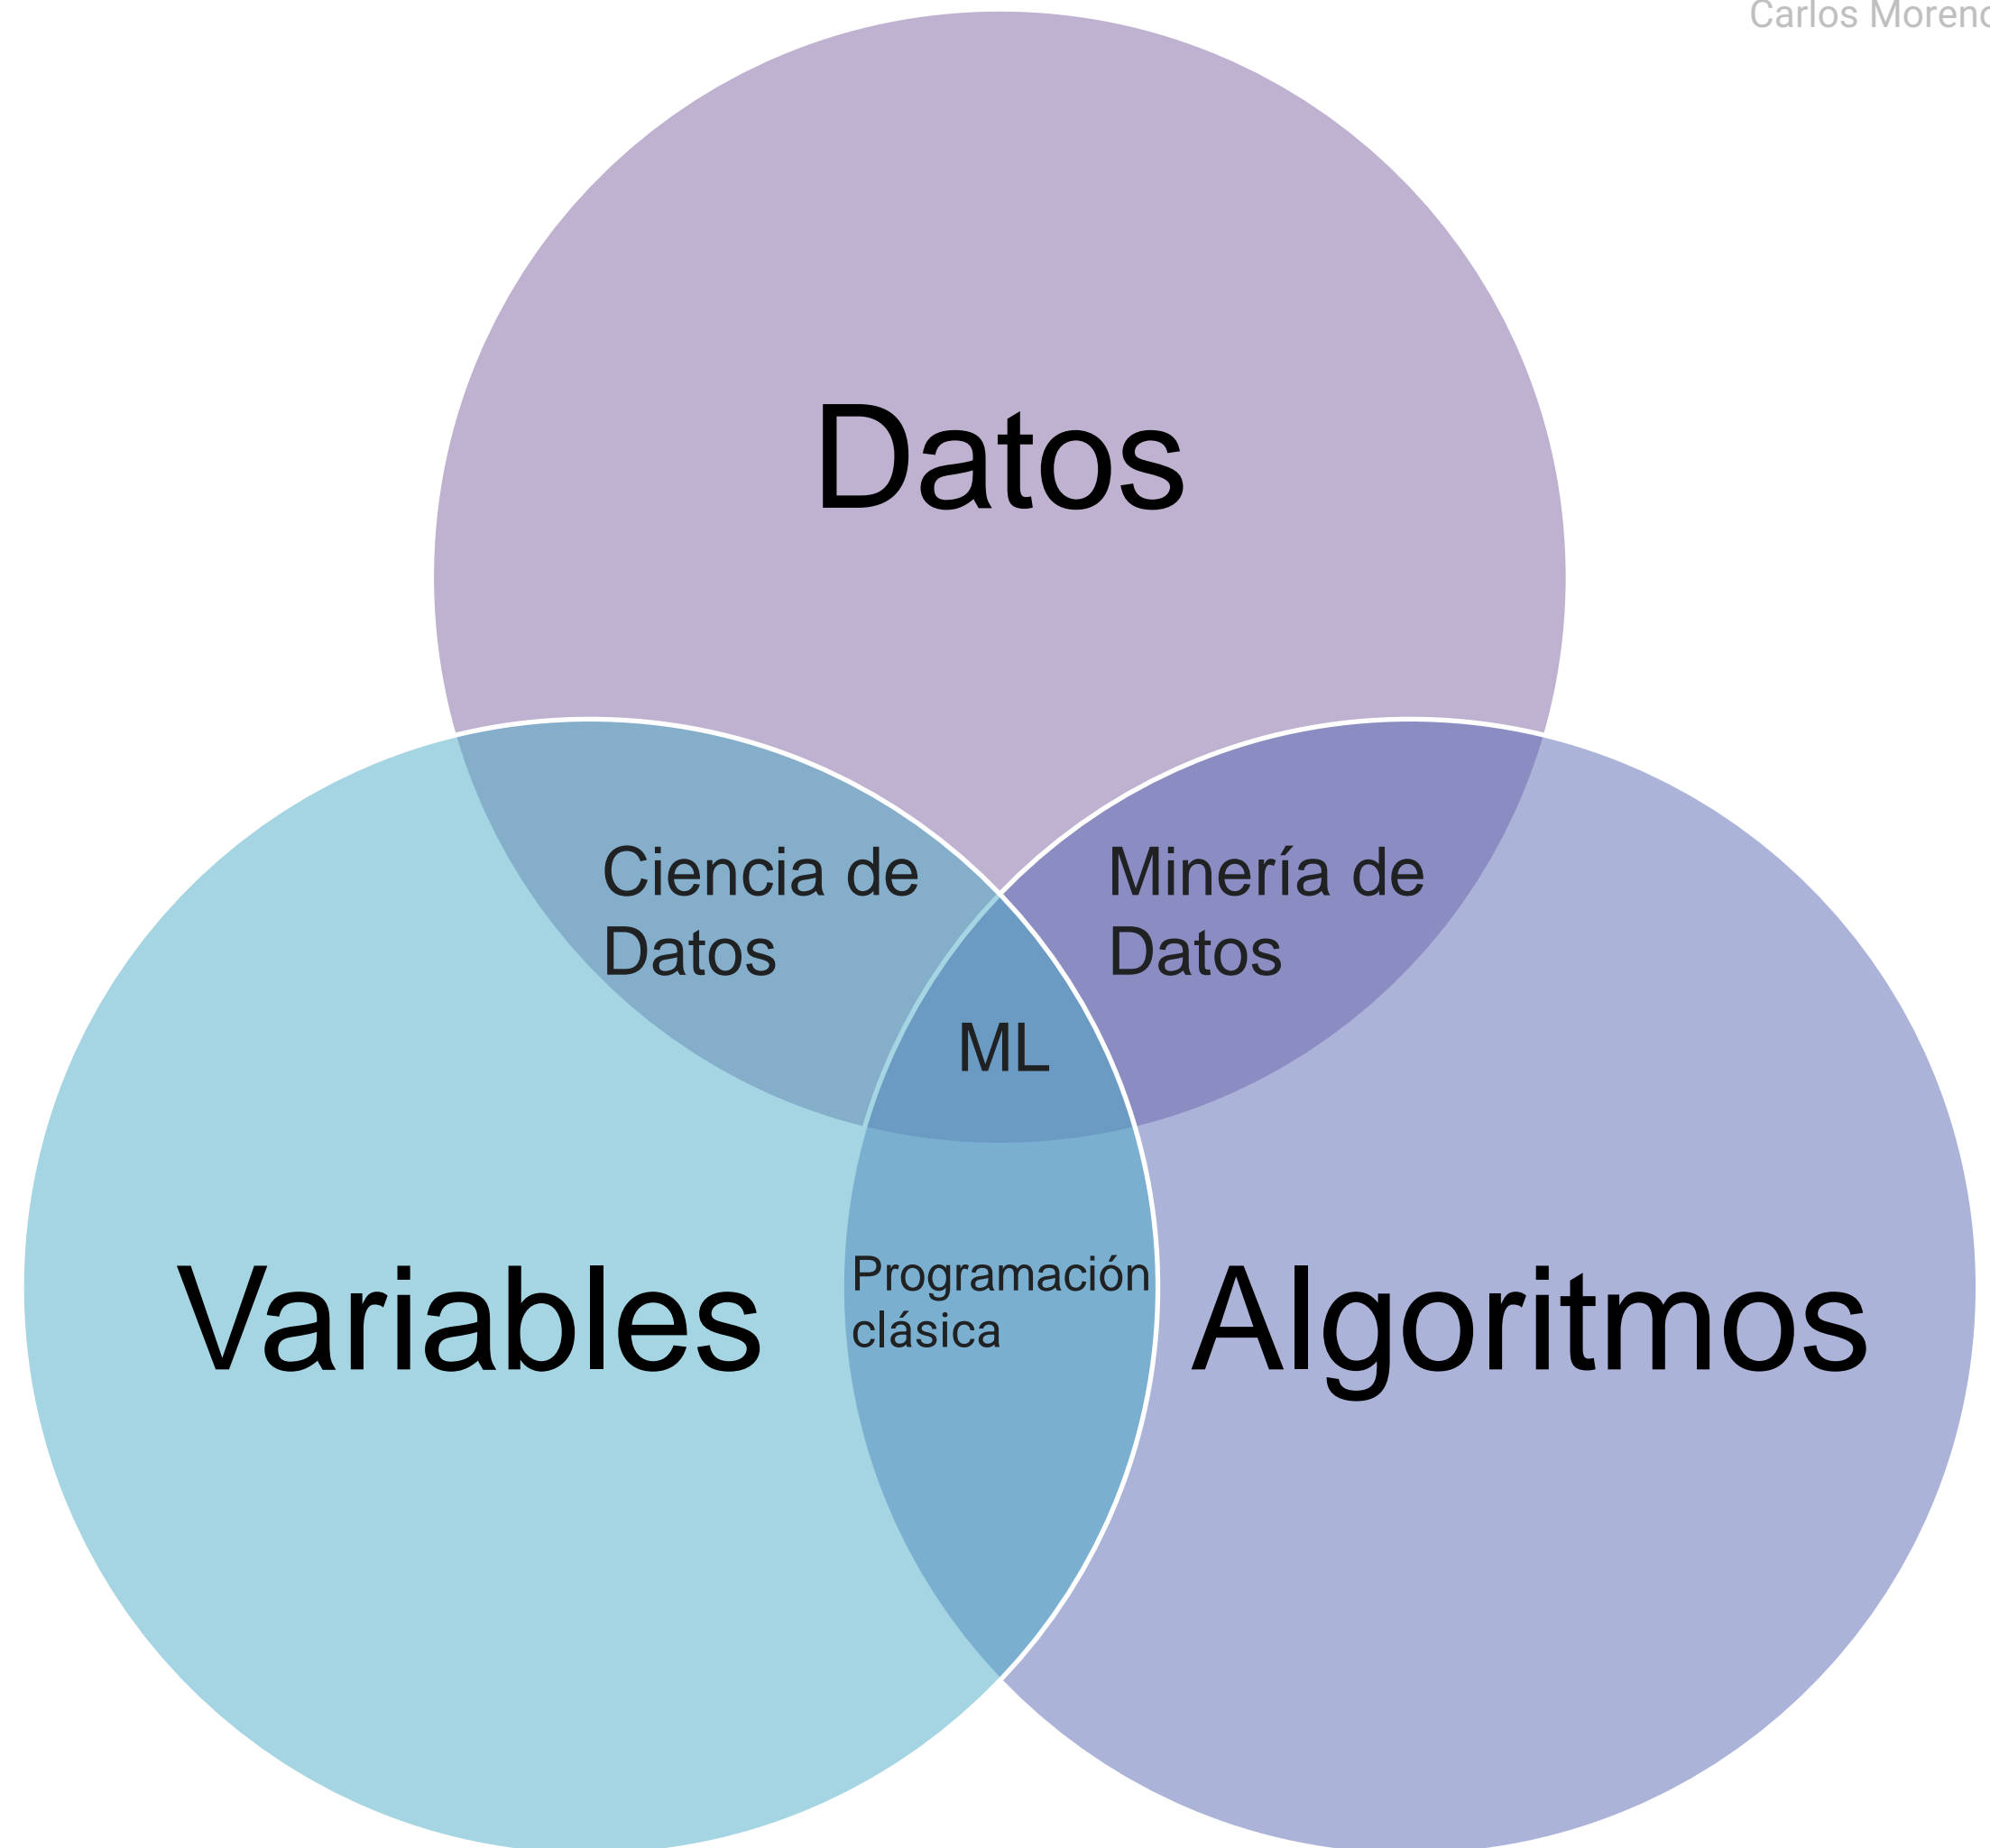 Carlos Moreno
Datos
Ciencia de
Datos
Minería de
Datos
ML
Programación
clásica
Variables
Algoritmos